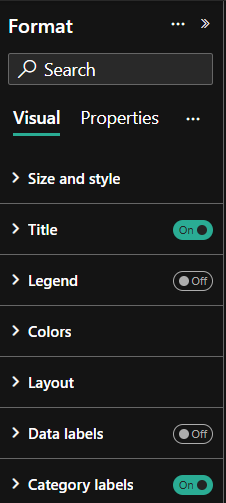 Format
Search
Visual Properties
Size and style
Title On
Legend Off
Colors
Layout
Data labels Off
Category labels On